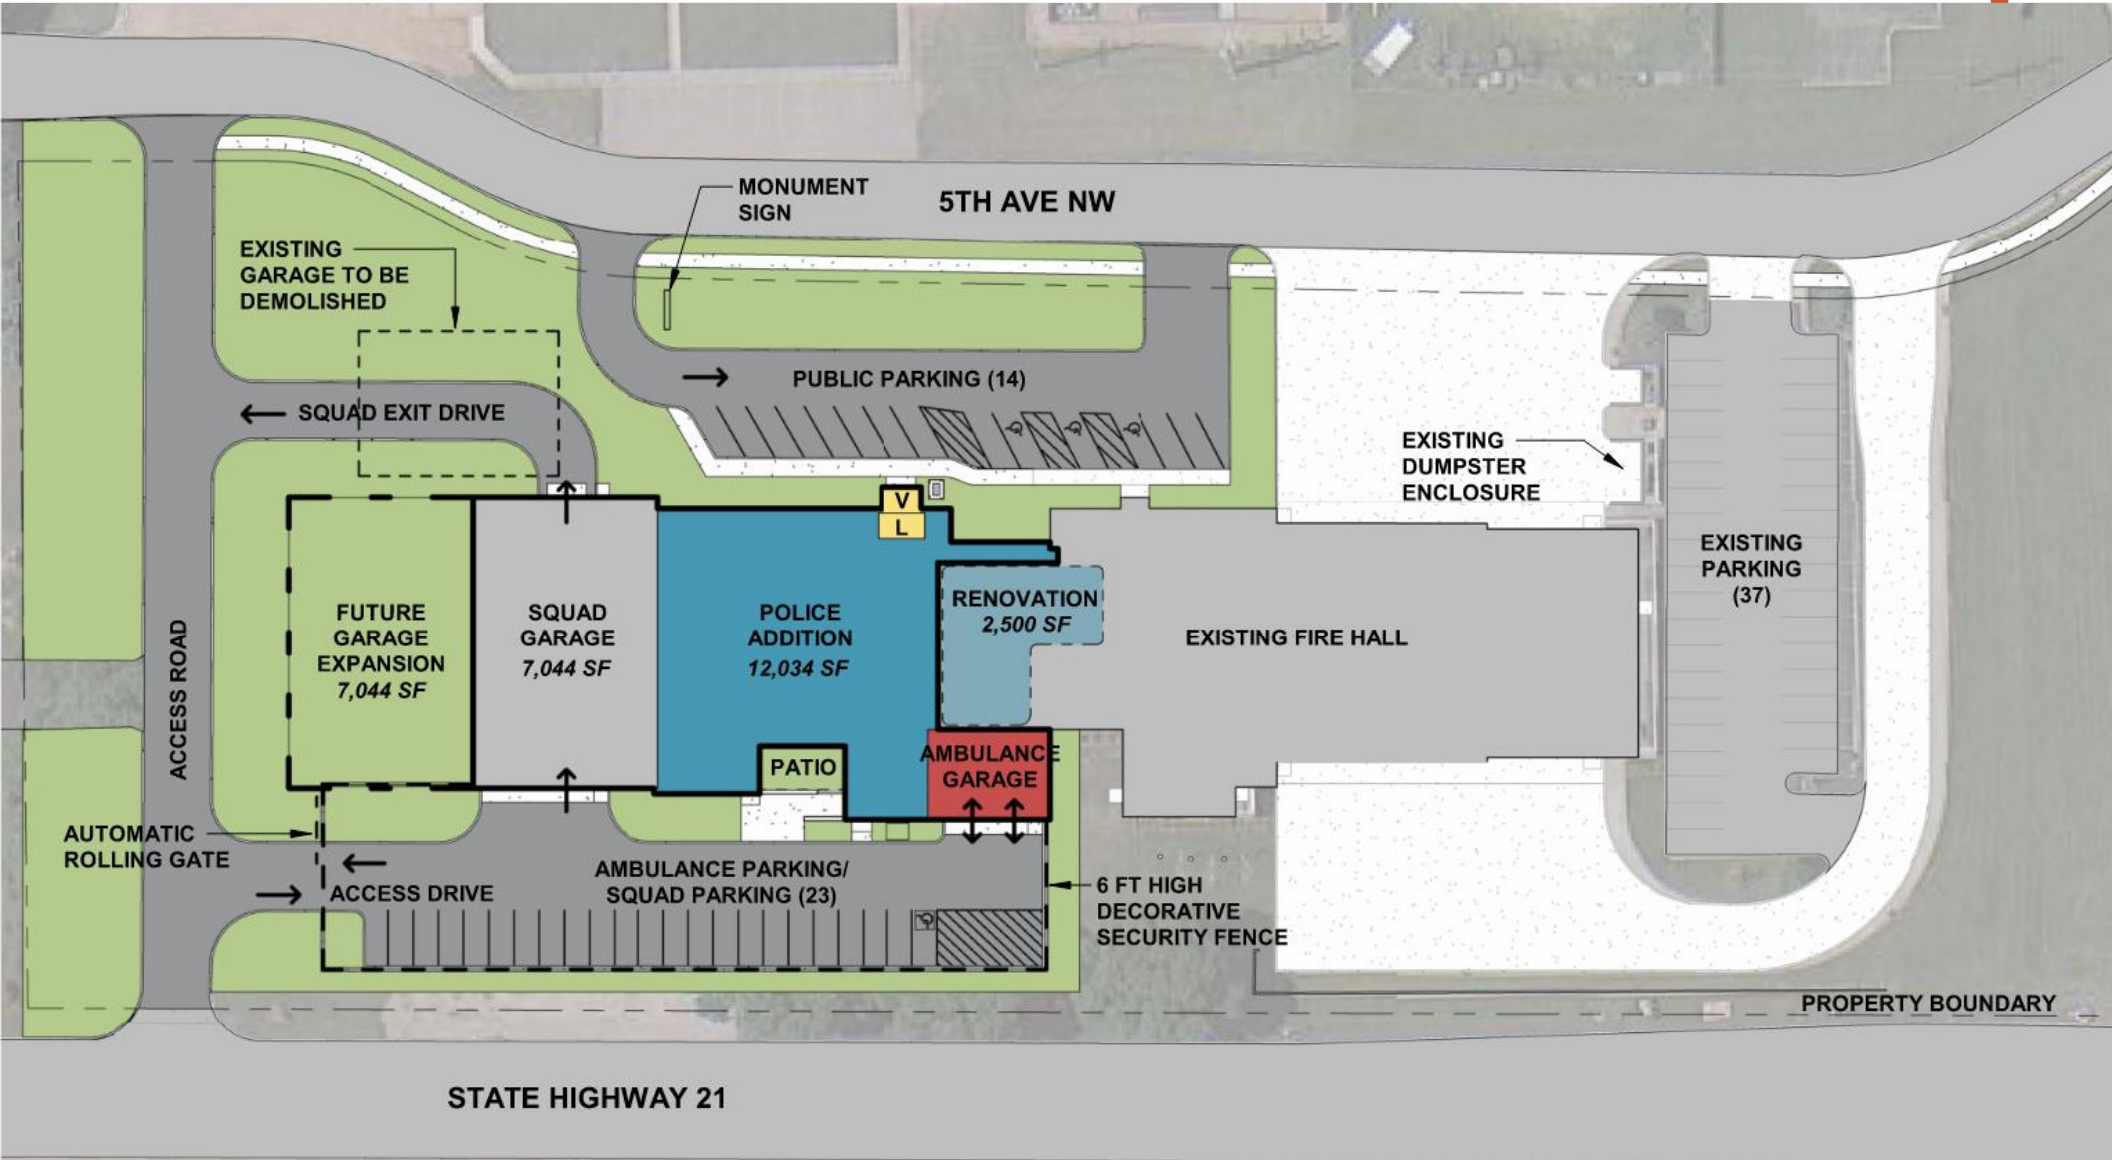 MONUMENT
SIGN
5TH AVE NW
EXISTING
GARAGE TO BE
DEMOLISHED
PUBLIC PARKING (14)
SQUAD EXIT DRIVE
EXISTING
DUMPSTER
ENCLOSURE
V
L
EXISTING
PARKING
(37)
FUTURE
GARAGE
EXPANSION
7,044 SF
SQUAD
GARAGE
7,044 SF
POLICE
ADDITION
12,034 SF
RENOVATION
2,500 SF
EXISTING FIRE HALL
ACCESS ROAD
PATIO
AMBULANCE
GARAGE
AUTOMATIC
ROLLING GATE
ACCESS DRIVE
AMBULANCE PARKING/
SQUAD PARKING (23)
6 FT HIGH
DECORATIVE
SECURITY FENCE
PROPERTY BOUNDARY
STATE HIGHWAY 21